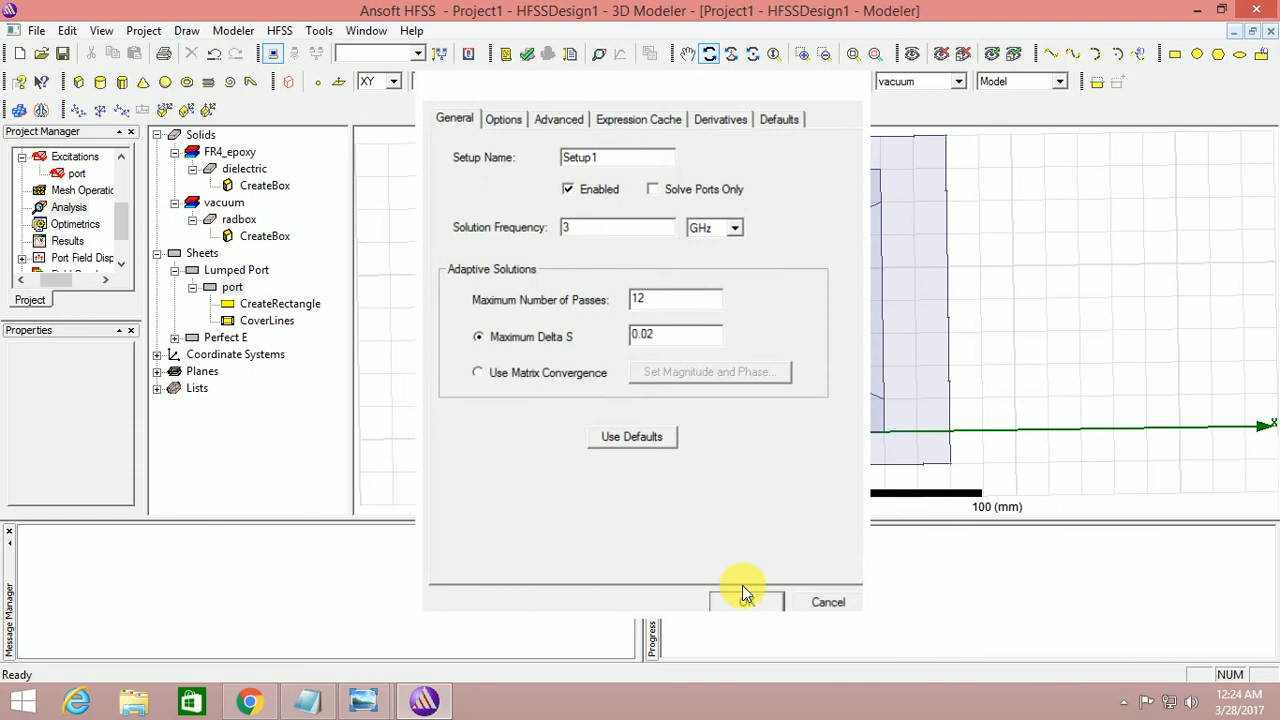 Ansoft HFSS - Project1 - HFSSDesign1 - 3D Modeler - [Project1 - HFSSDesign1 - Modeler]
File Edit View Project Draw Modeler HFSS Tools Window Help
XY vacuum Model
Project Manager
Excitations
port
Mesh Operatio
Analysis
Optimetrics
Results
Port Field Disp
Project
Properties
Solids
FR4_epoxy
dielectric
CreateBox
vacuum
radbox
CreateBox
Sheets
Lumped Port
port
CreateRectangle
CoverLines
Perfect E
Coordinate Systems
Planes
Lists
General Options Advanced Expression Cache Derivatives Defaults
Setup Name: Setup1
Enabled Solve Ports Only
Solution Frequency: 3 GHz
Adaptive Solutions
Maximum Number of Passes: 12
Maximum Delta S 0.02
Use Matrix Convergence Set Magnitude and Phase...
Use Defaults
OK Cancel
x
100 (mm)
Message Manager
Progress
Ready NUM
12:24 AM
3/28/2017